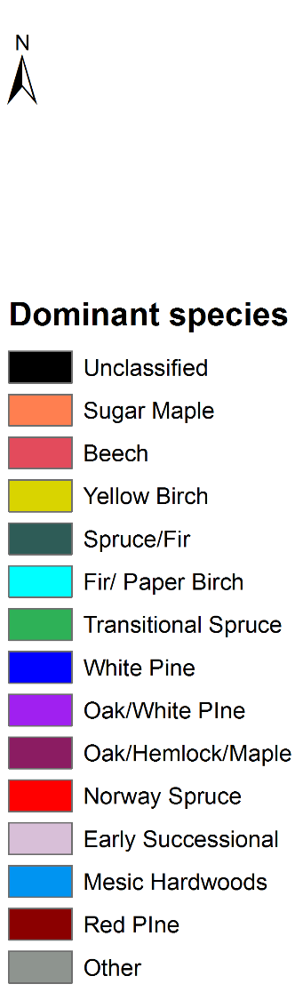 N
Dominant species
Unclassified
Sugar Maple
Beech
Yellow Birch
Spruce/Fir
Fir/ Paper Birch
Transitional Spruce
White Pine
Oak/White PIne
Oak/Hemlock/Maple
Norway Spruce
Early Successional
Mesic Hardwoods
Red PIne
Other